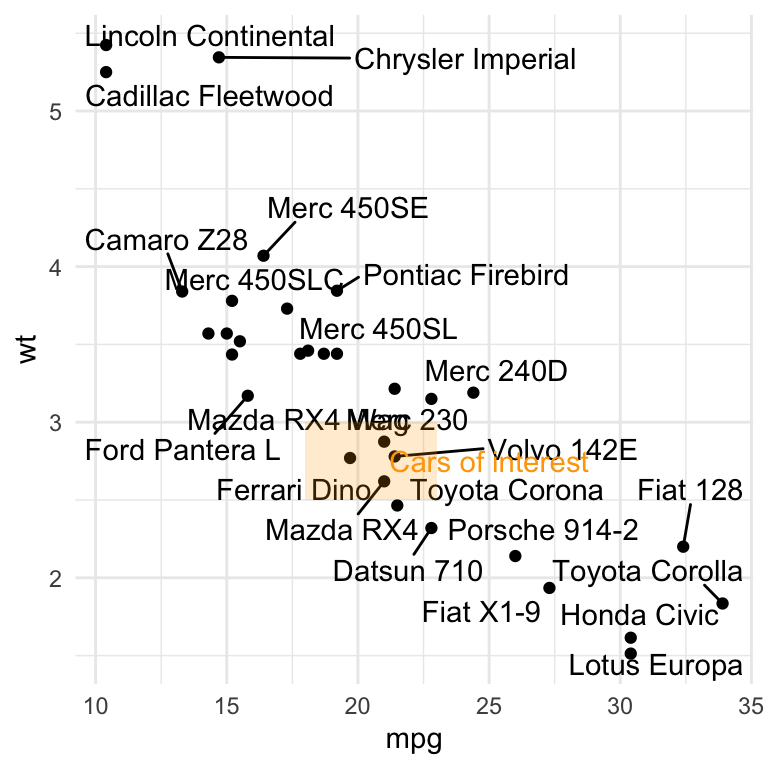 Lincoln Continental
Chrysler Imperial
Cadillac Fleetwood
5
Merc 450SE
Camaro Z28
4
Merc 450SLC
Pontiac Firebird
Merc 450SL
wt
Merc 240D
3
Mazda RX4 Wag
Merc 230
Ford Pantera L
Volvo 142E
Cars of interest
Ferrari Dino
Toyota Corona
Fiat 128
Mazda RX4
Porsche 914-2
Datsun 710
2
Toyota Corolla
Fiat X1-9
Honda Civic
Lotus Europa
10 15 20 25 30 35
mpg